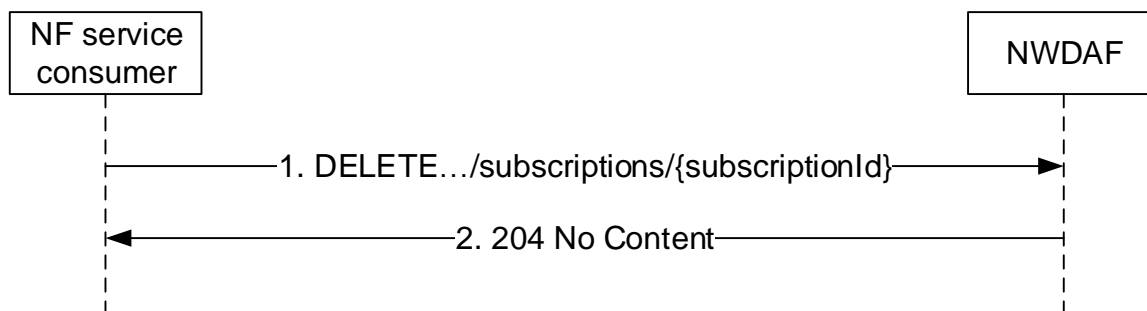 NF service
consumer
NWDAF
1. DELETE…/subscriptions/{subscriptionId}
2. 204 No Content